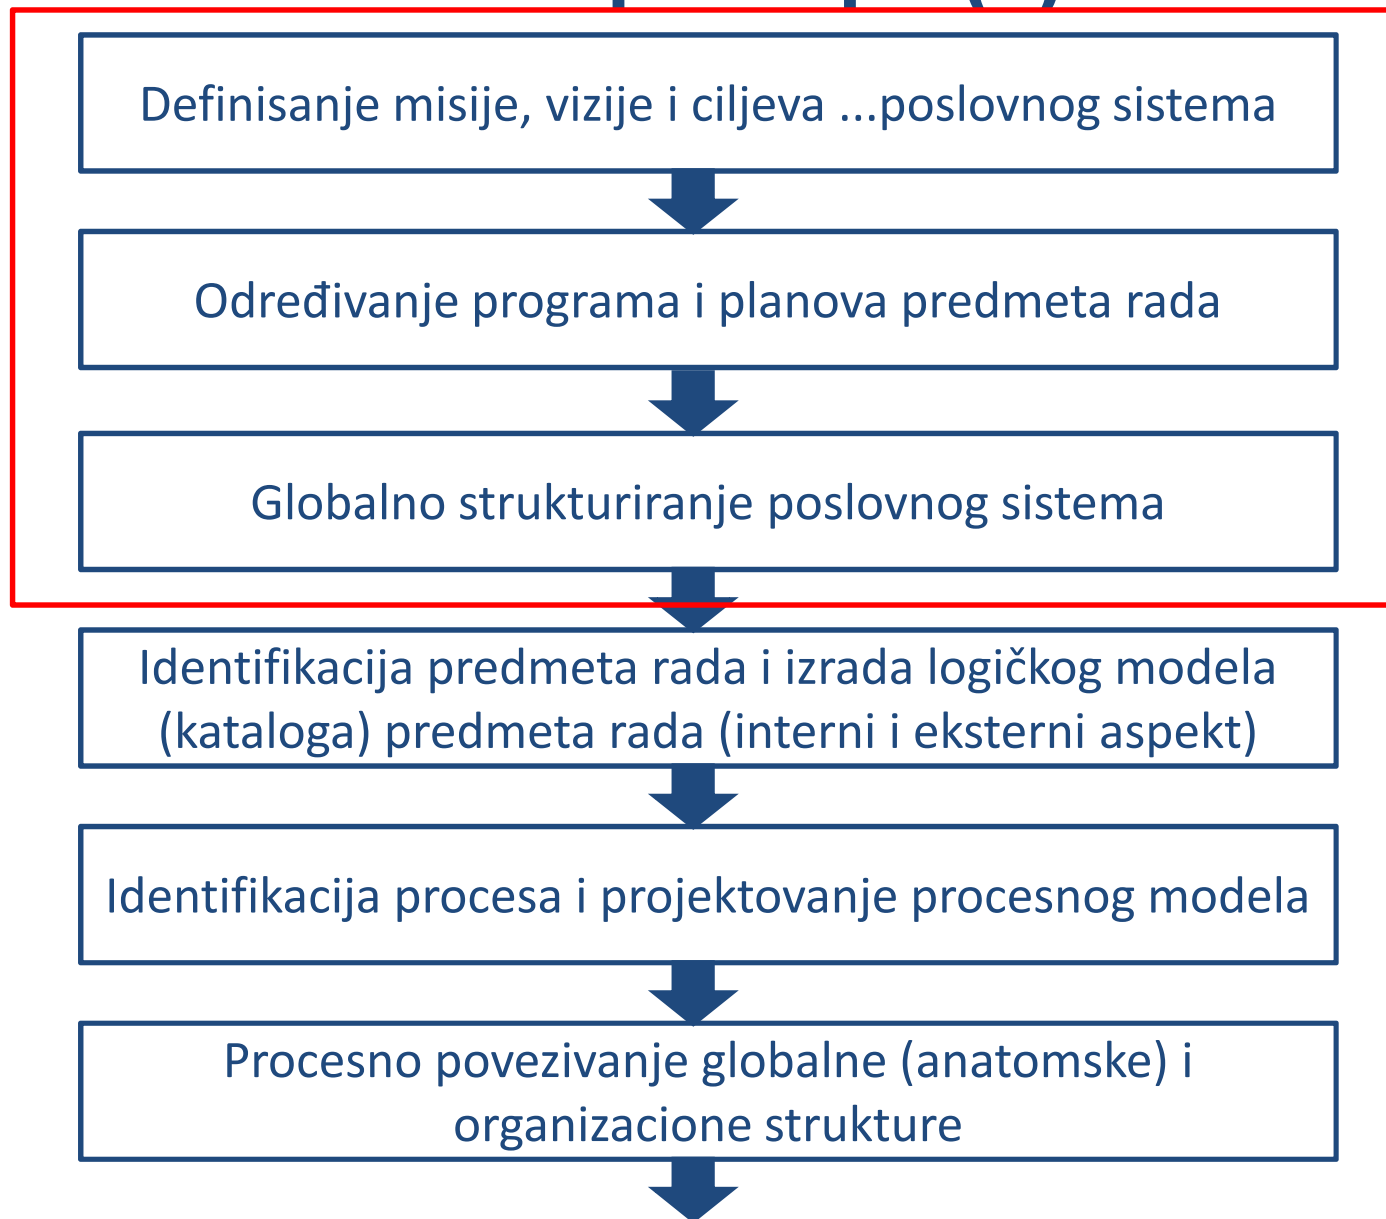 Definisanje misije, vizije i ciljeva ...poslovnog sistema
Određivanje programa i planova predmeta rada
Globalno strukturiranje poslovnog sistema
Identifikacija predmeta rada i izrada logičkog modela
(kataloga) predmeta rada (interni i eksterni aspekt)
Identifikacija procesa i projektovanje procesnog modela
Procesno povezivanje globalne (anatomske) i
organizacione strukture